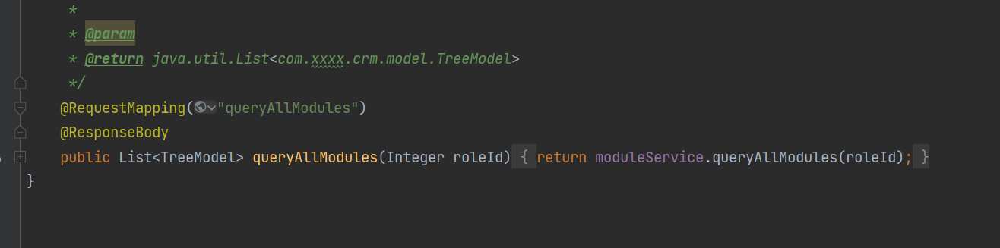 *
* @param
* @return java.util.List<com.xxxx.crm.model.TreeModel>
*/
@RequestMapping("queryAllModules")
@ResponseBody
public List<TreeModel> queryAllModules(Integer roleId) { return moduleService.queryAllModules(roleId); }
}